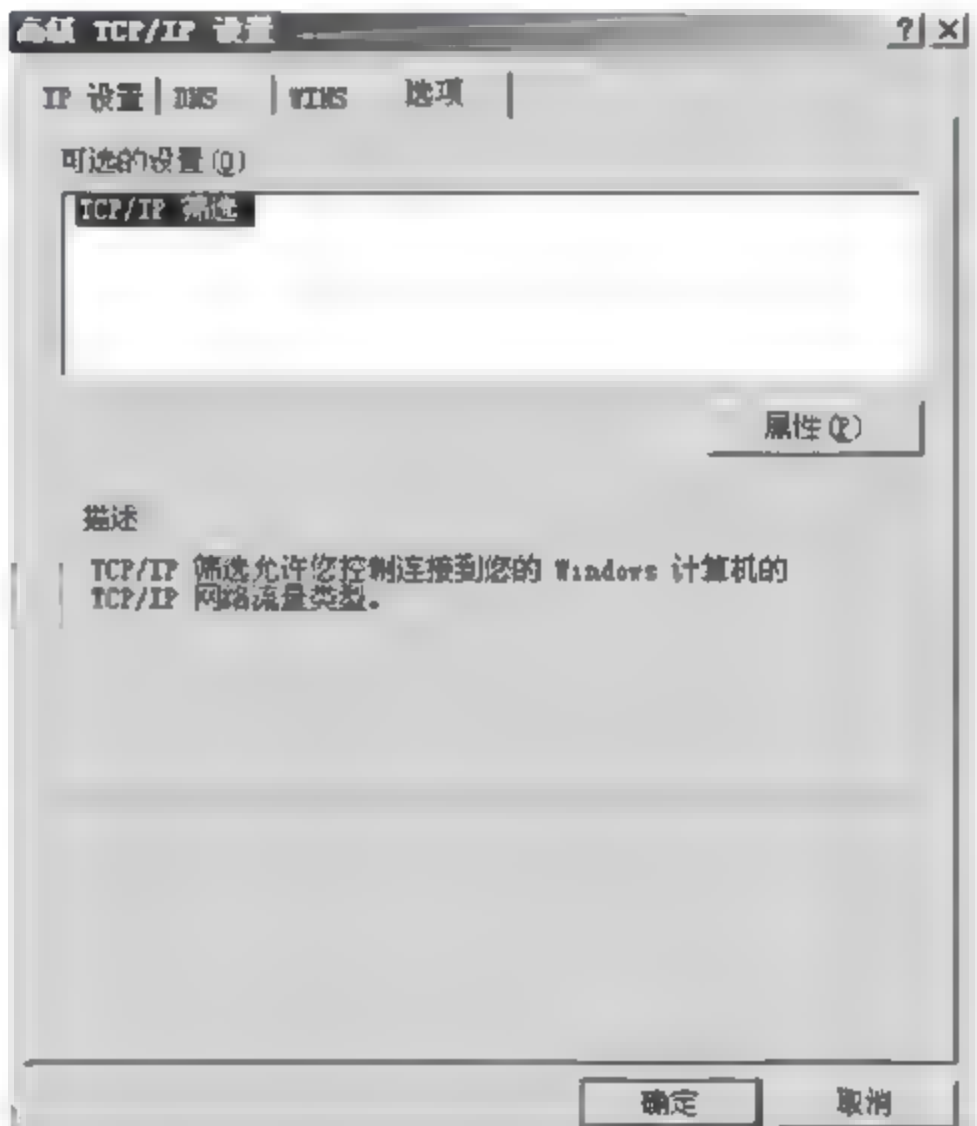 高级 TCP/IP 设置
IP 设置 DNS WINS 选项
可选的设置(O)
TCP/IP 筛选
属性(P)
描述
TCP/IP 筛选允许您控制连接到您的 Windows 计算机的
TCP/IP 网络流量类型。
确定 取消